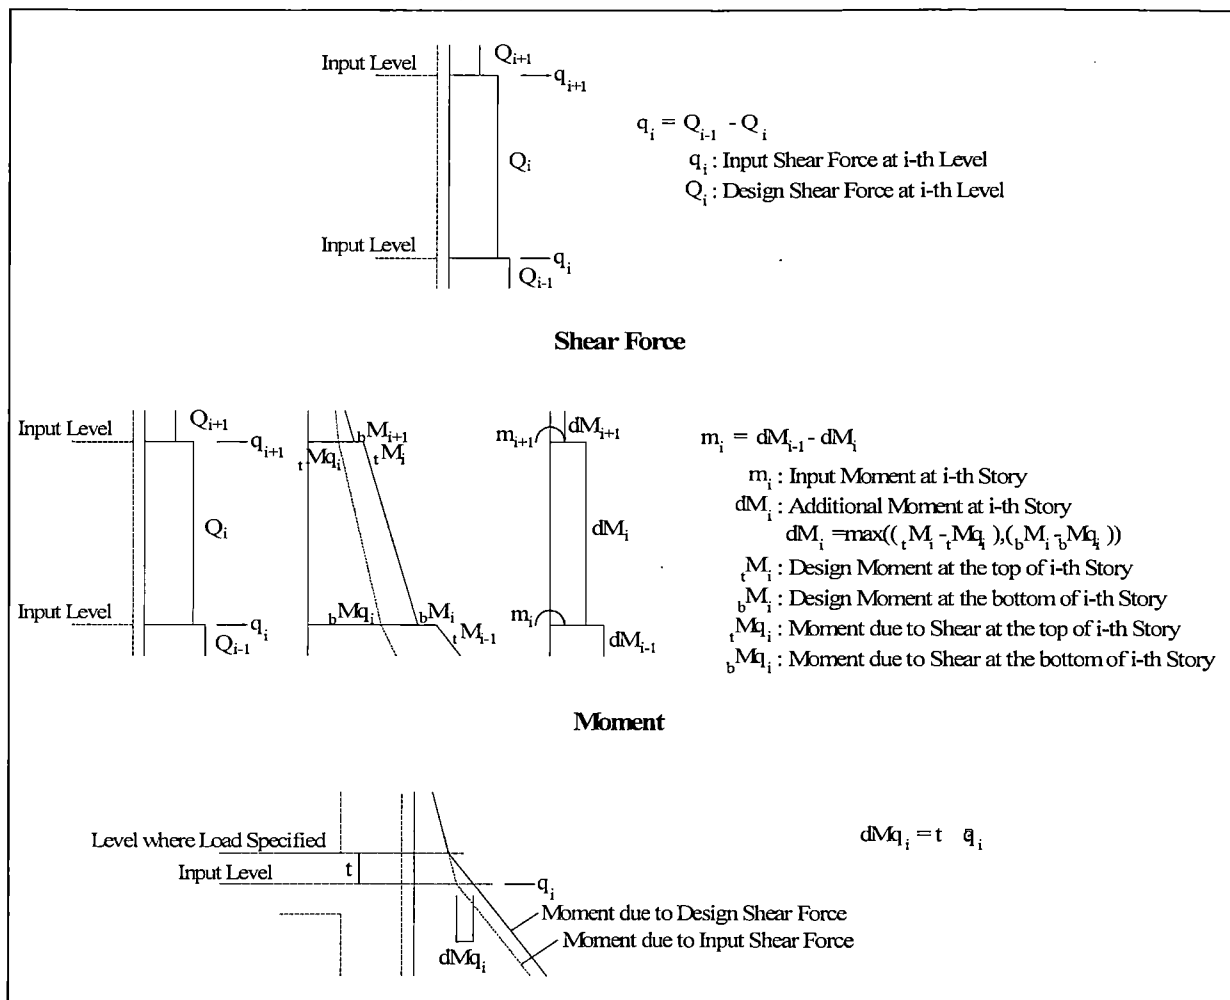 Input Level
Q_{i+1}
q_{i+1}
q_i = Q_{i-1} - Q_i
q_i : Input Shear Force at i-th Level
Q_i
Q_i : Design Shear Force at i-th Level
Input Level
q_i
Q_{i-1}
Shear Force
Input Level
Q_{i+1}
q_{i+1}
_bM_{i+1}
_tMq_i
_tM_i
m_{i+1}
dM_{i+1}
Q_i
dM_i
Input Level
q_i
Q_{i-1}
_bMq_i
_bM_i
_tM_{i-1}
m_i
dM_{i-1}
m_i = dM_{i-1} - dM_i
m_i : Input Moment at i-th Story
dM_i : Additional Moment at i-th Story
dM_i =max((_tM_i -_tMq_i ),(_bM_i -_bMq_i ))
_tM_i : Design Moment at the top of i-th Story
_bM_i : Design Moment at the bottom of i-th Story
_tMq_i : Moment due to Shear at the top of i-th Story
_bMq_i : Moment due to Shear at the bottom of i-th Story
Moment
Level where Load Specified
t
Input Level
q_i
dMq_i = t q_i
Moment due to Design Shear Force
Moment due to Input Shear Force
dMq_i